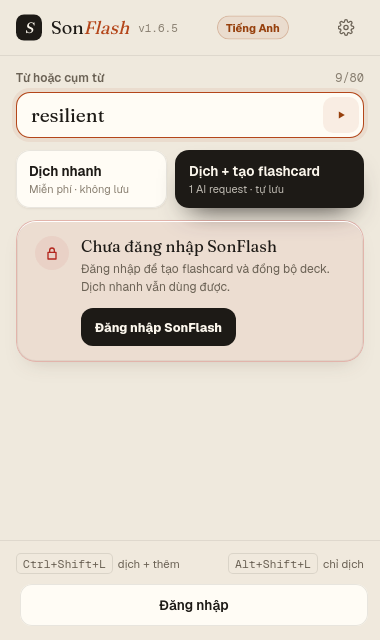 S SonFlash v1.6.5 Tiếng Anh
Từ hoặc cụm từ 9/80
resilient
Dịch nhanh
Miễn phí · không lưu
Dịch + tạo flashcard
1 AI request · tự lưu
Chưa đăng nhập SonFlash
Đăng nhập để tạo flashcard và đồng bộ deck.
Dịch nhanh vẫn dùng được.
Đăng nhập SonFlash
Ctrl+Shift+L dịch + thêm Alt+Shift+L chỉ dịch
Đăng nhập